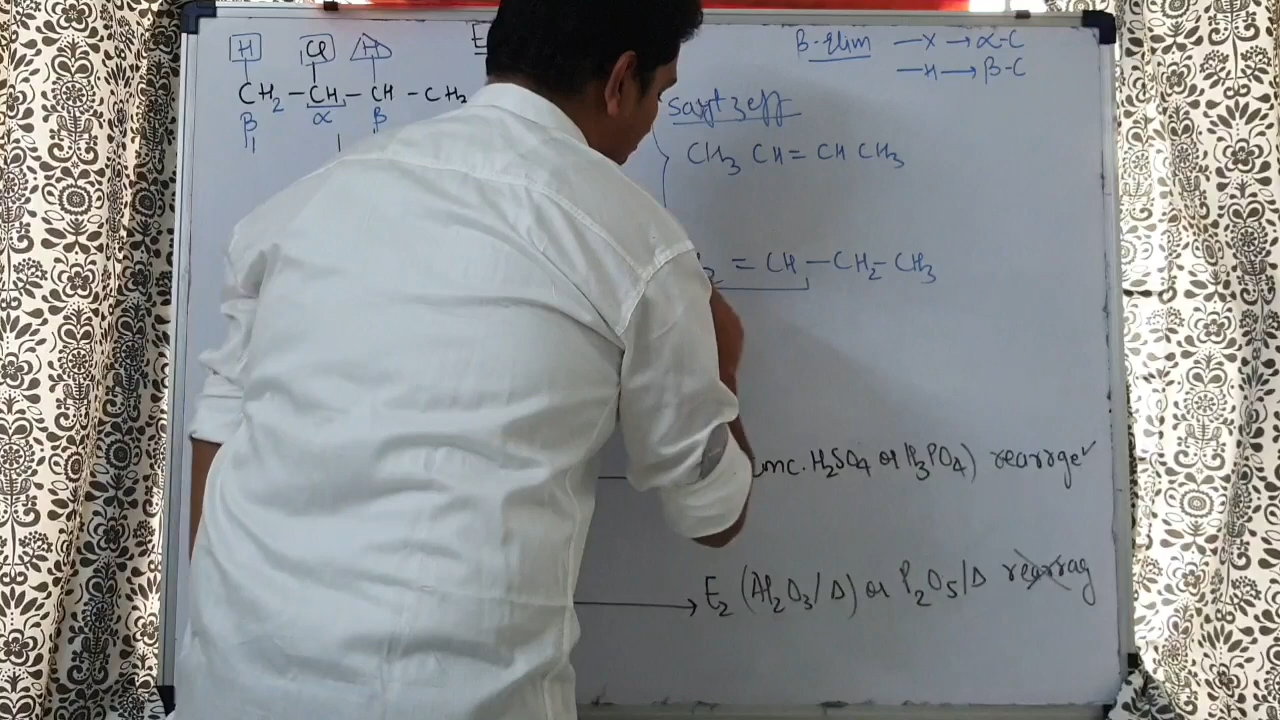 H Cl H
CH2 – CH – CH – CH3
β α β
β-elim —X → α-C
—H → β-C
saytzeff
CH3 CH = CH CH3
= CH – CH2 – CH3
conc. H2SO4 or H3PO4) rearrge✓
→ E2 (Al2O3/Δ) or P2O5/Δ rearrag